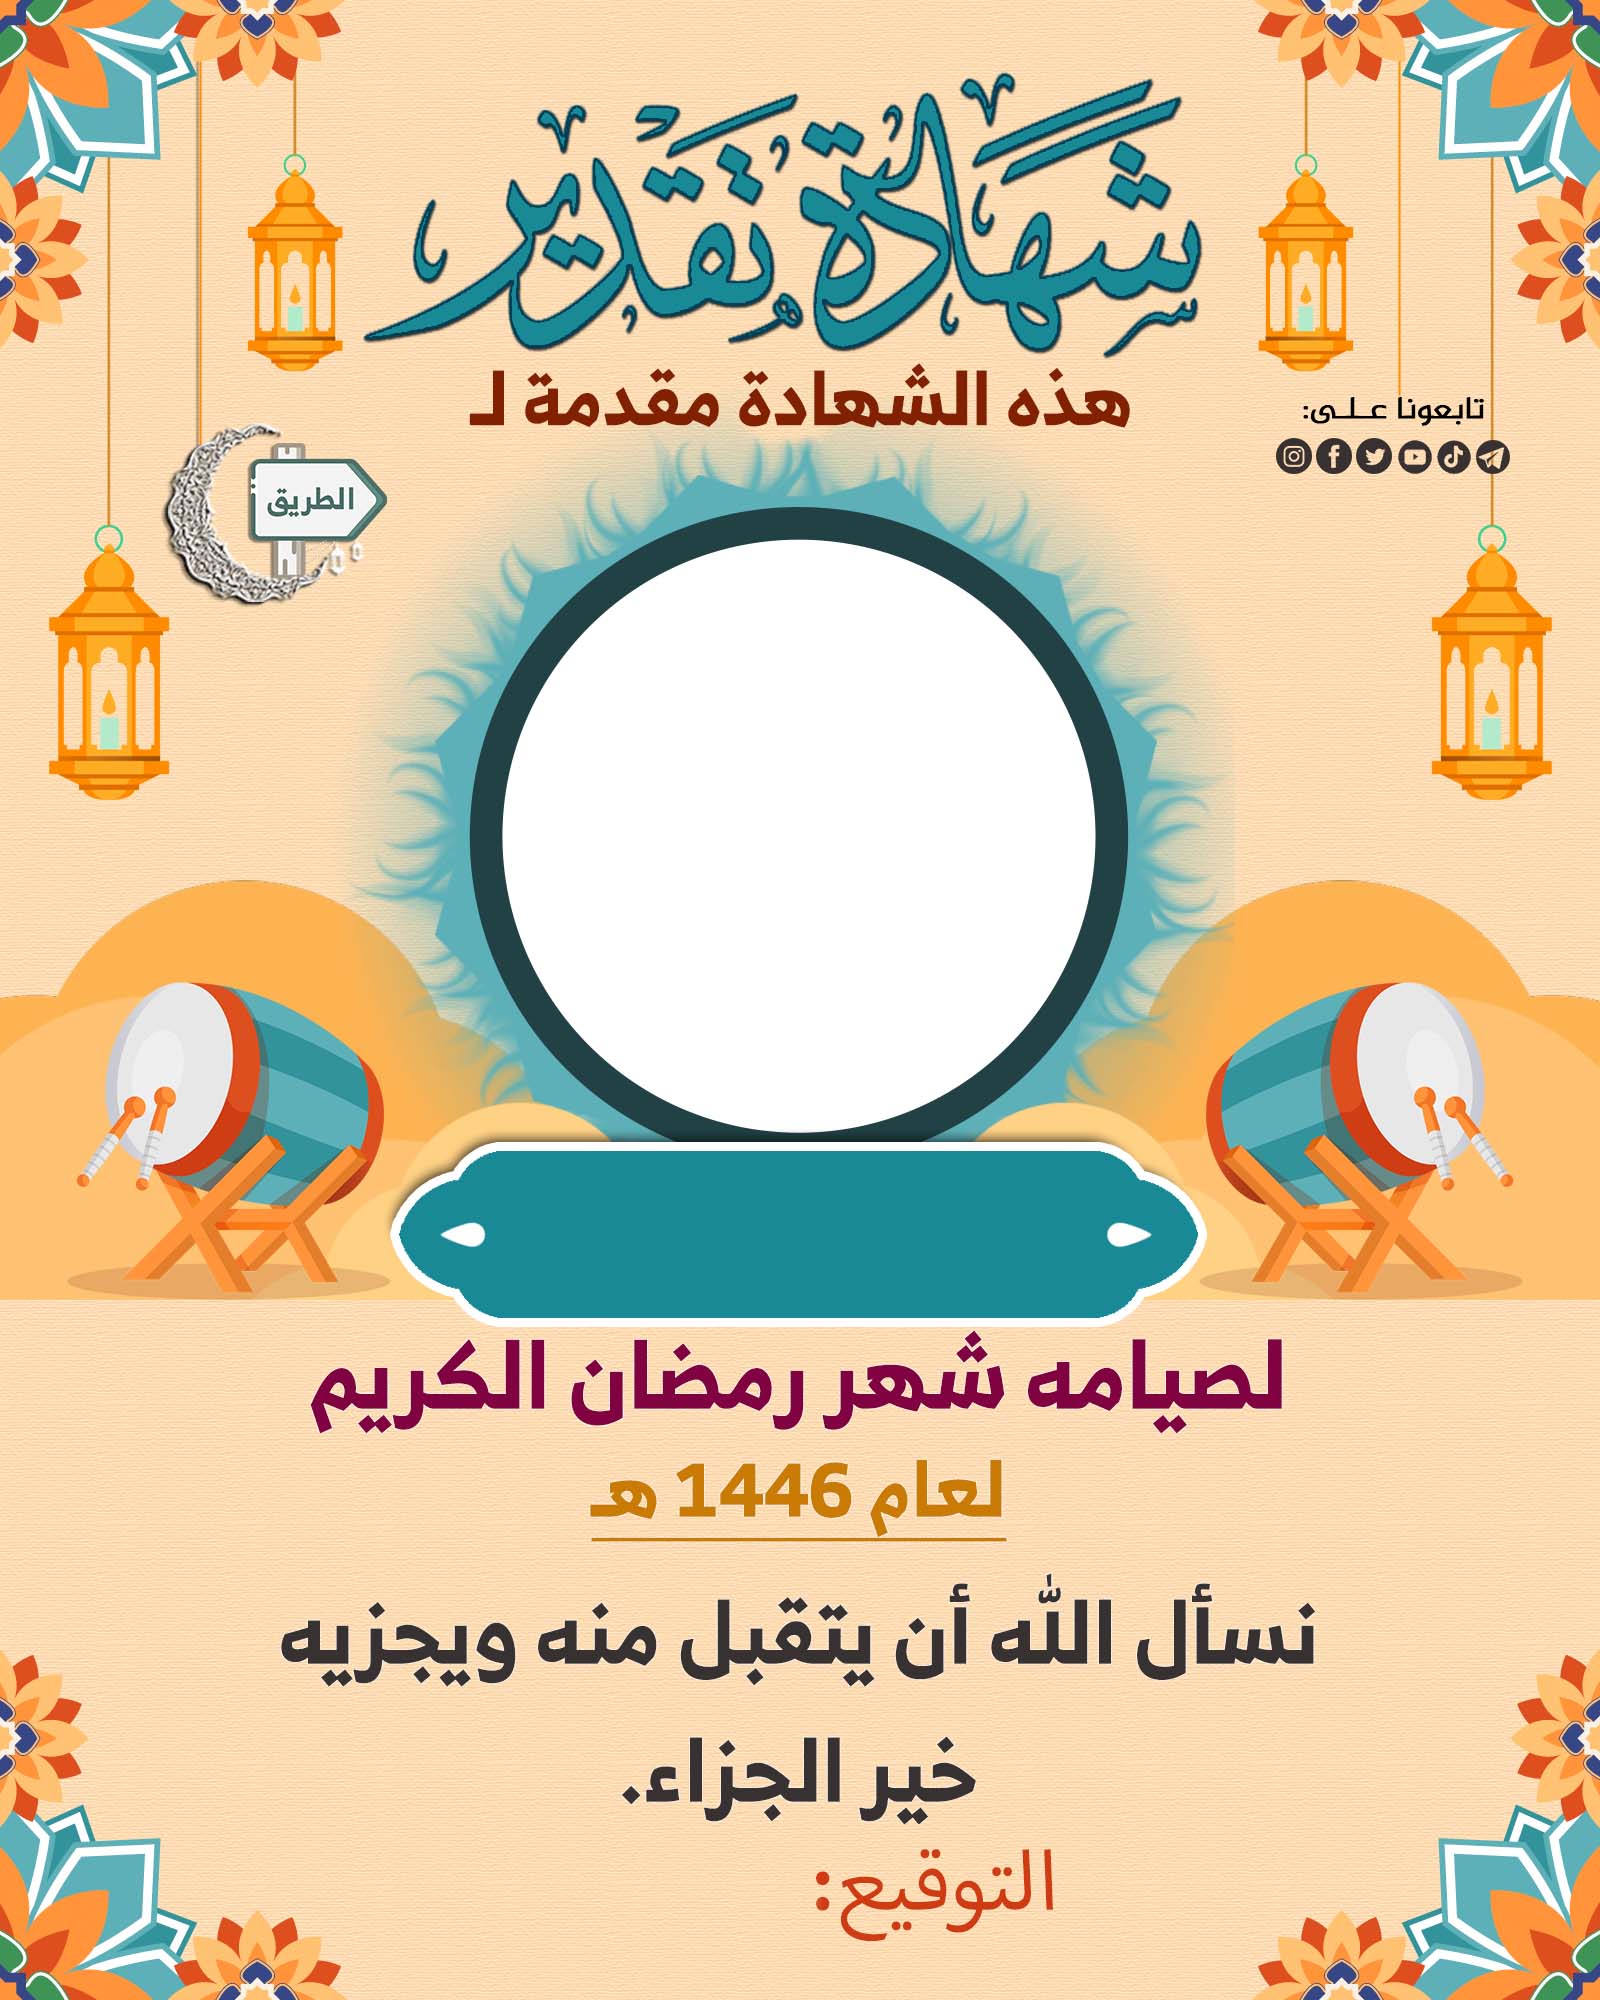 شهادة تقدير
هذه الشهادة مقدمة لـ
تابعونا على:
الطريق
لصيامه شهر رمضان الكريم
لعام 1446 هـ
نسأل الله أن يتقبل منه ويجزيه
خير الجزاء.
التوقيع: